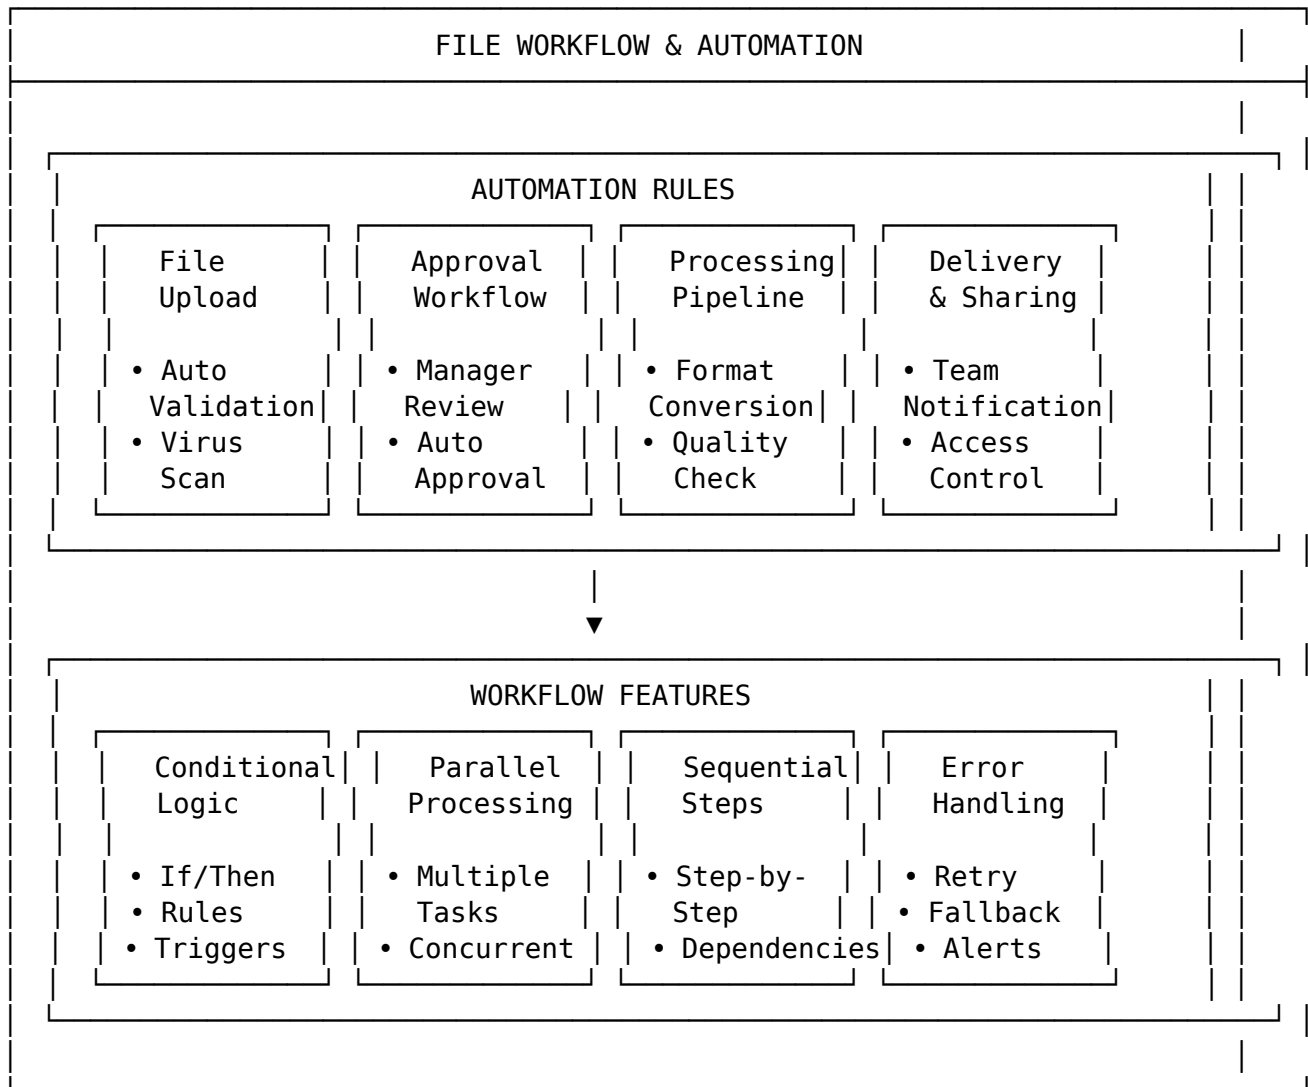 FILE WORKFLOW & AUTOMATION
AUTOMATION RULES
File Approval Processing Delivery
Upload Workflow Pipeline & Sharing
• Auto • Manager • Format • Team
Validation Review Conversion Notification
• Virus • Auto • Quality • Access
Scan Approval Check Control
▼
WORKFLOW FEATURES
Conditional Parallel Sequential Error
Logic Processing Steps Handling
• If/Then • Multiple • Step-by- • Retry
• Rules Tasks Step • Fallback
• Triggers • Concurrent • Dependencies • Alerts